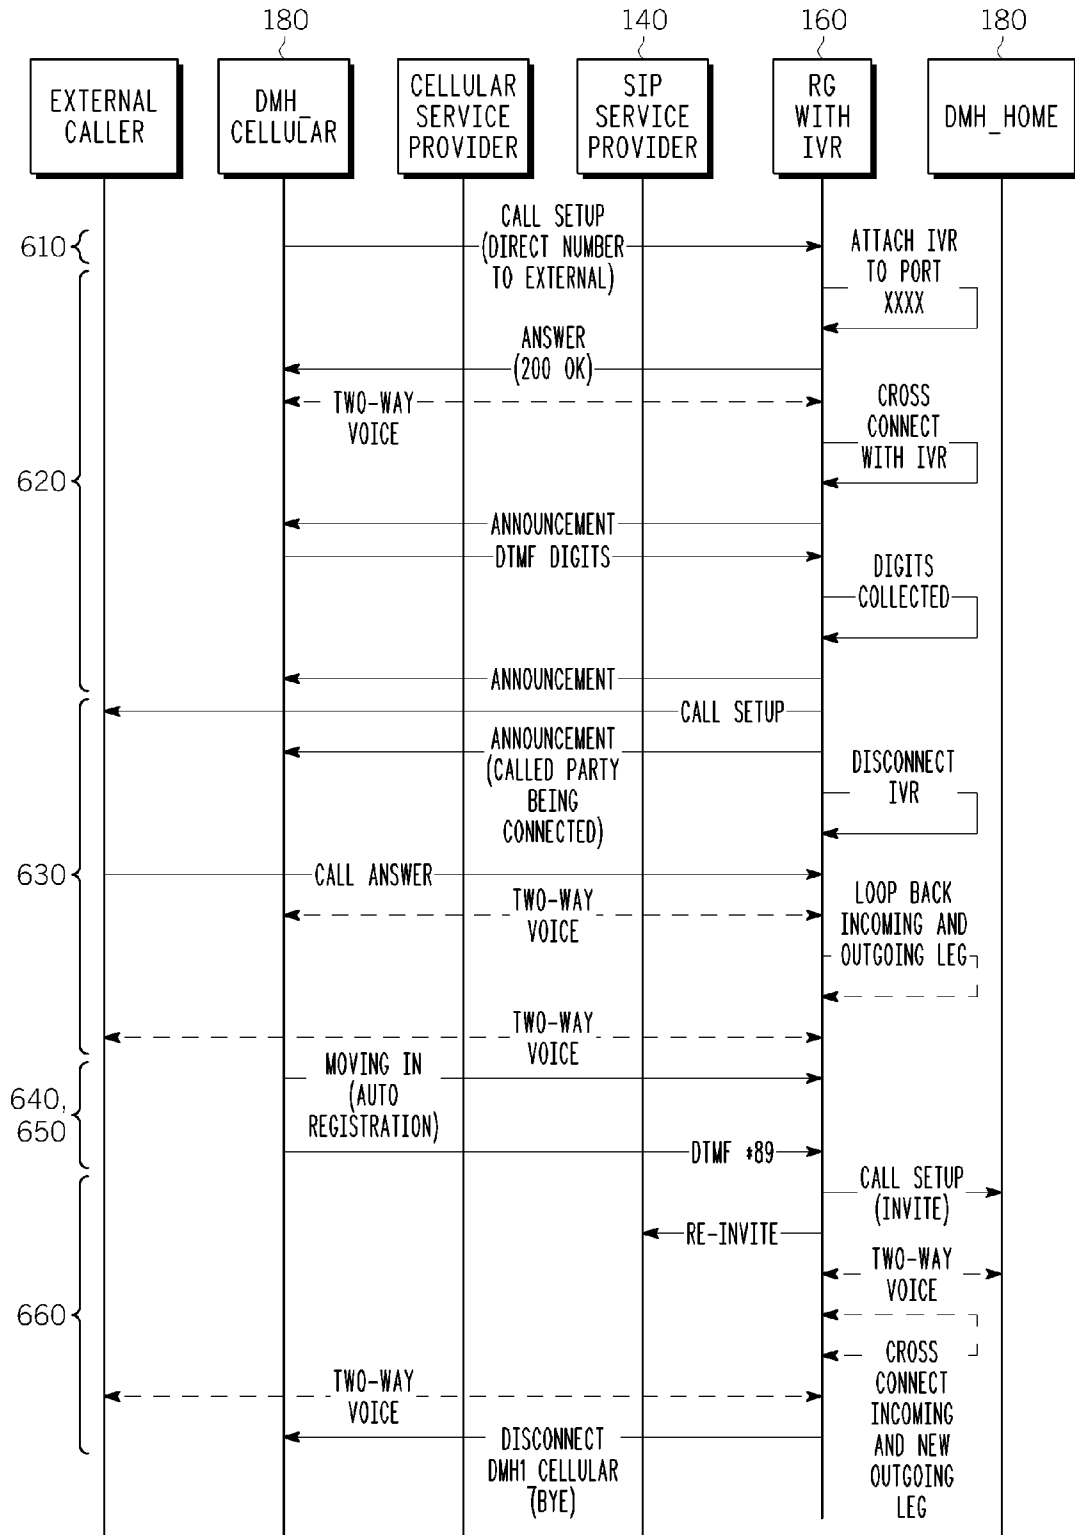 180
140
160
180
EXTERNAL
CALLER
DMH_
CELLULAR
CELLULAR
SERVICE
PROVIDER
SIP
SERVICE
PROVIDER
RG
WITH
IVR
DMH_HOME
610
CALL SETUP
(DIRECT NUMBER
TO EXTERNAL)
ATTACH IVR
TO PORT
XXXX
ANSWER
(200 OK)
TWO-WAY
VOICE
CROSS
CONNECT
WITH IVR
620
ANNOUNCEMENT
DTMF DIGITS
DIGITS
COLLECTED
ANNOUNCEMENT
CALL SETUP
ANNOUNCEMENT
(CALLED PARTY
BEING
CONNECTED)
DISCONNECT
IVR
630
CALL ANSWER
TWO-WAY
VOICE
LOOP BACK
INCOMING AND
OUTGOING LEG
TWO-WAY
VOICE
640,
650
MOVING IN
(AUTO
REGISTRATION)
DTMF *89
CALL SETUP
(INVITE)
RE-INVITE
TWO-WAY
VOICE
660
CROSS
CONNECT
INCOMING
AND NEW
OUTGOING
LEG
TWO-WAY
VOICE
DISCONNECT
DMH1_CELLULAR
(BYE)